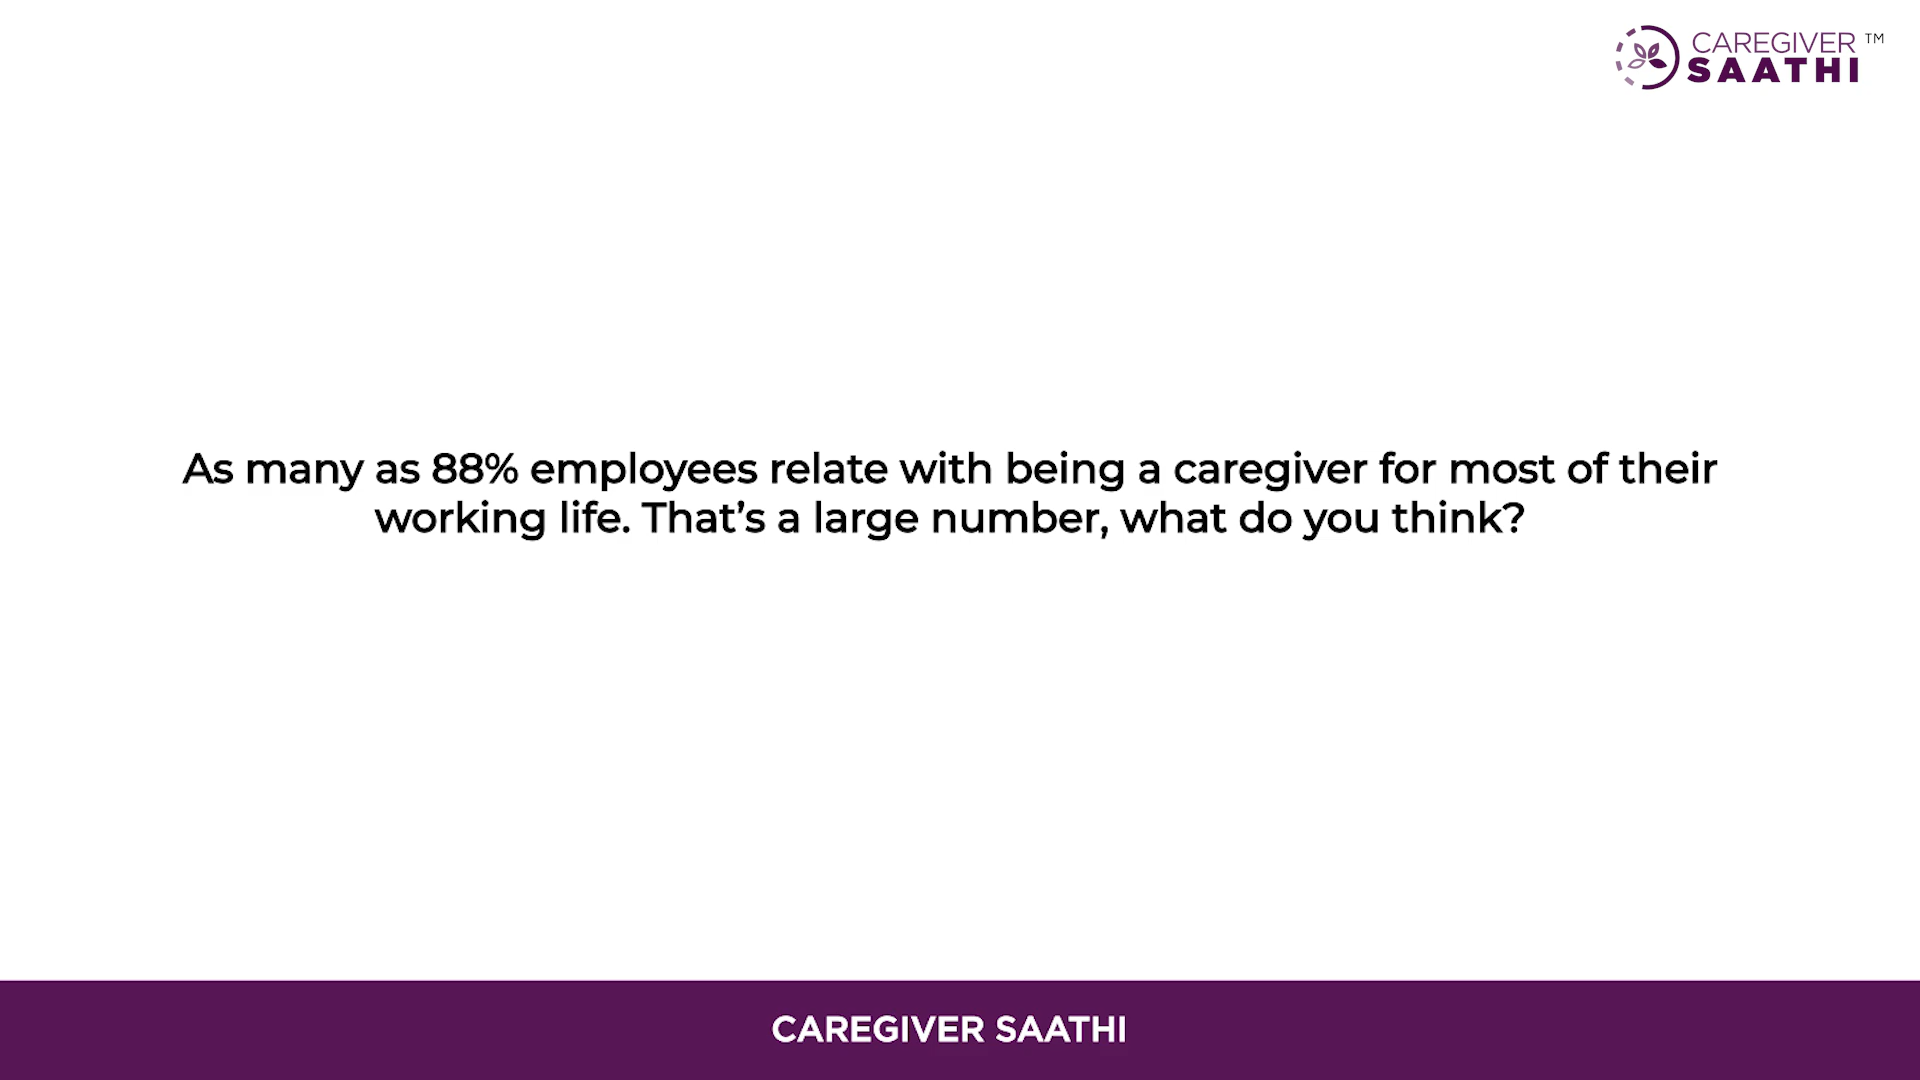 CAREGIVER TM
SAATHI
As many as 88% employees relate with being a caregiver for most of their
working life. That’s a large number, what do you think?
CAREGIVER SAATHI